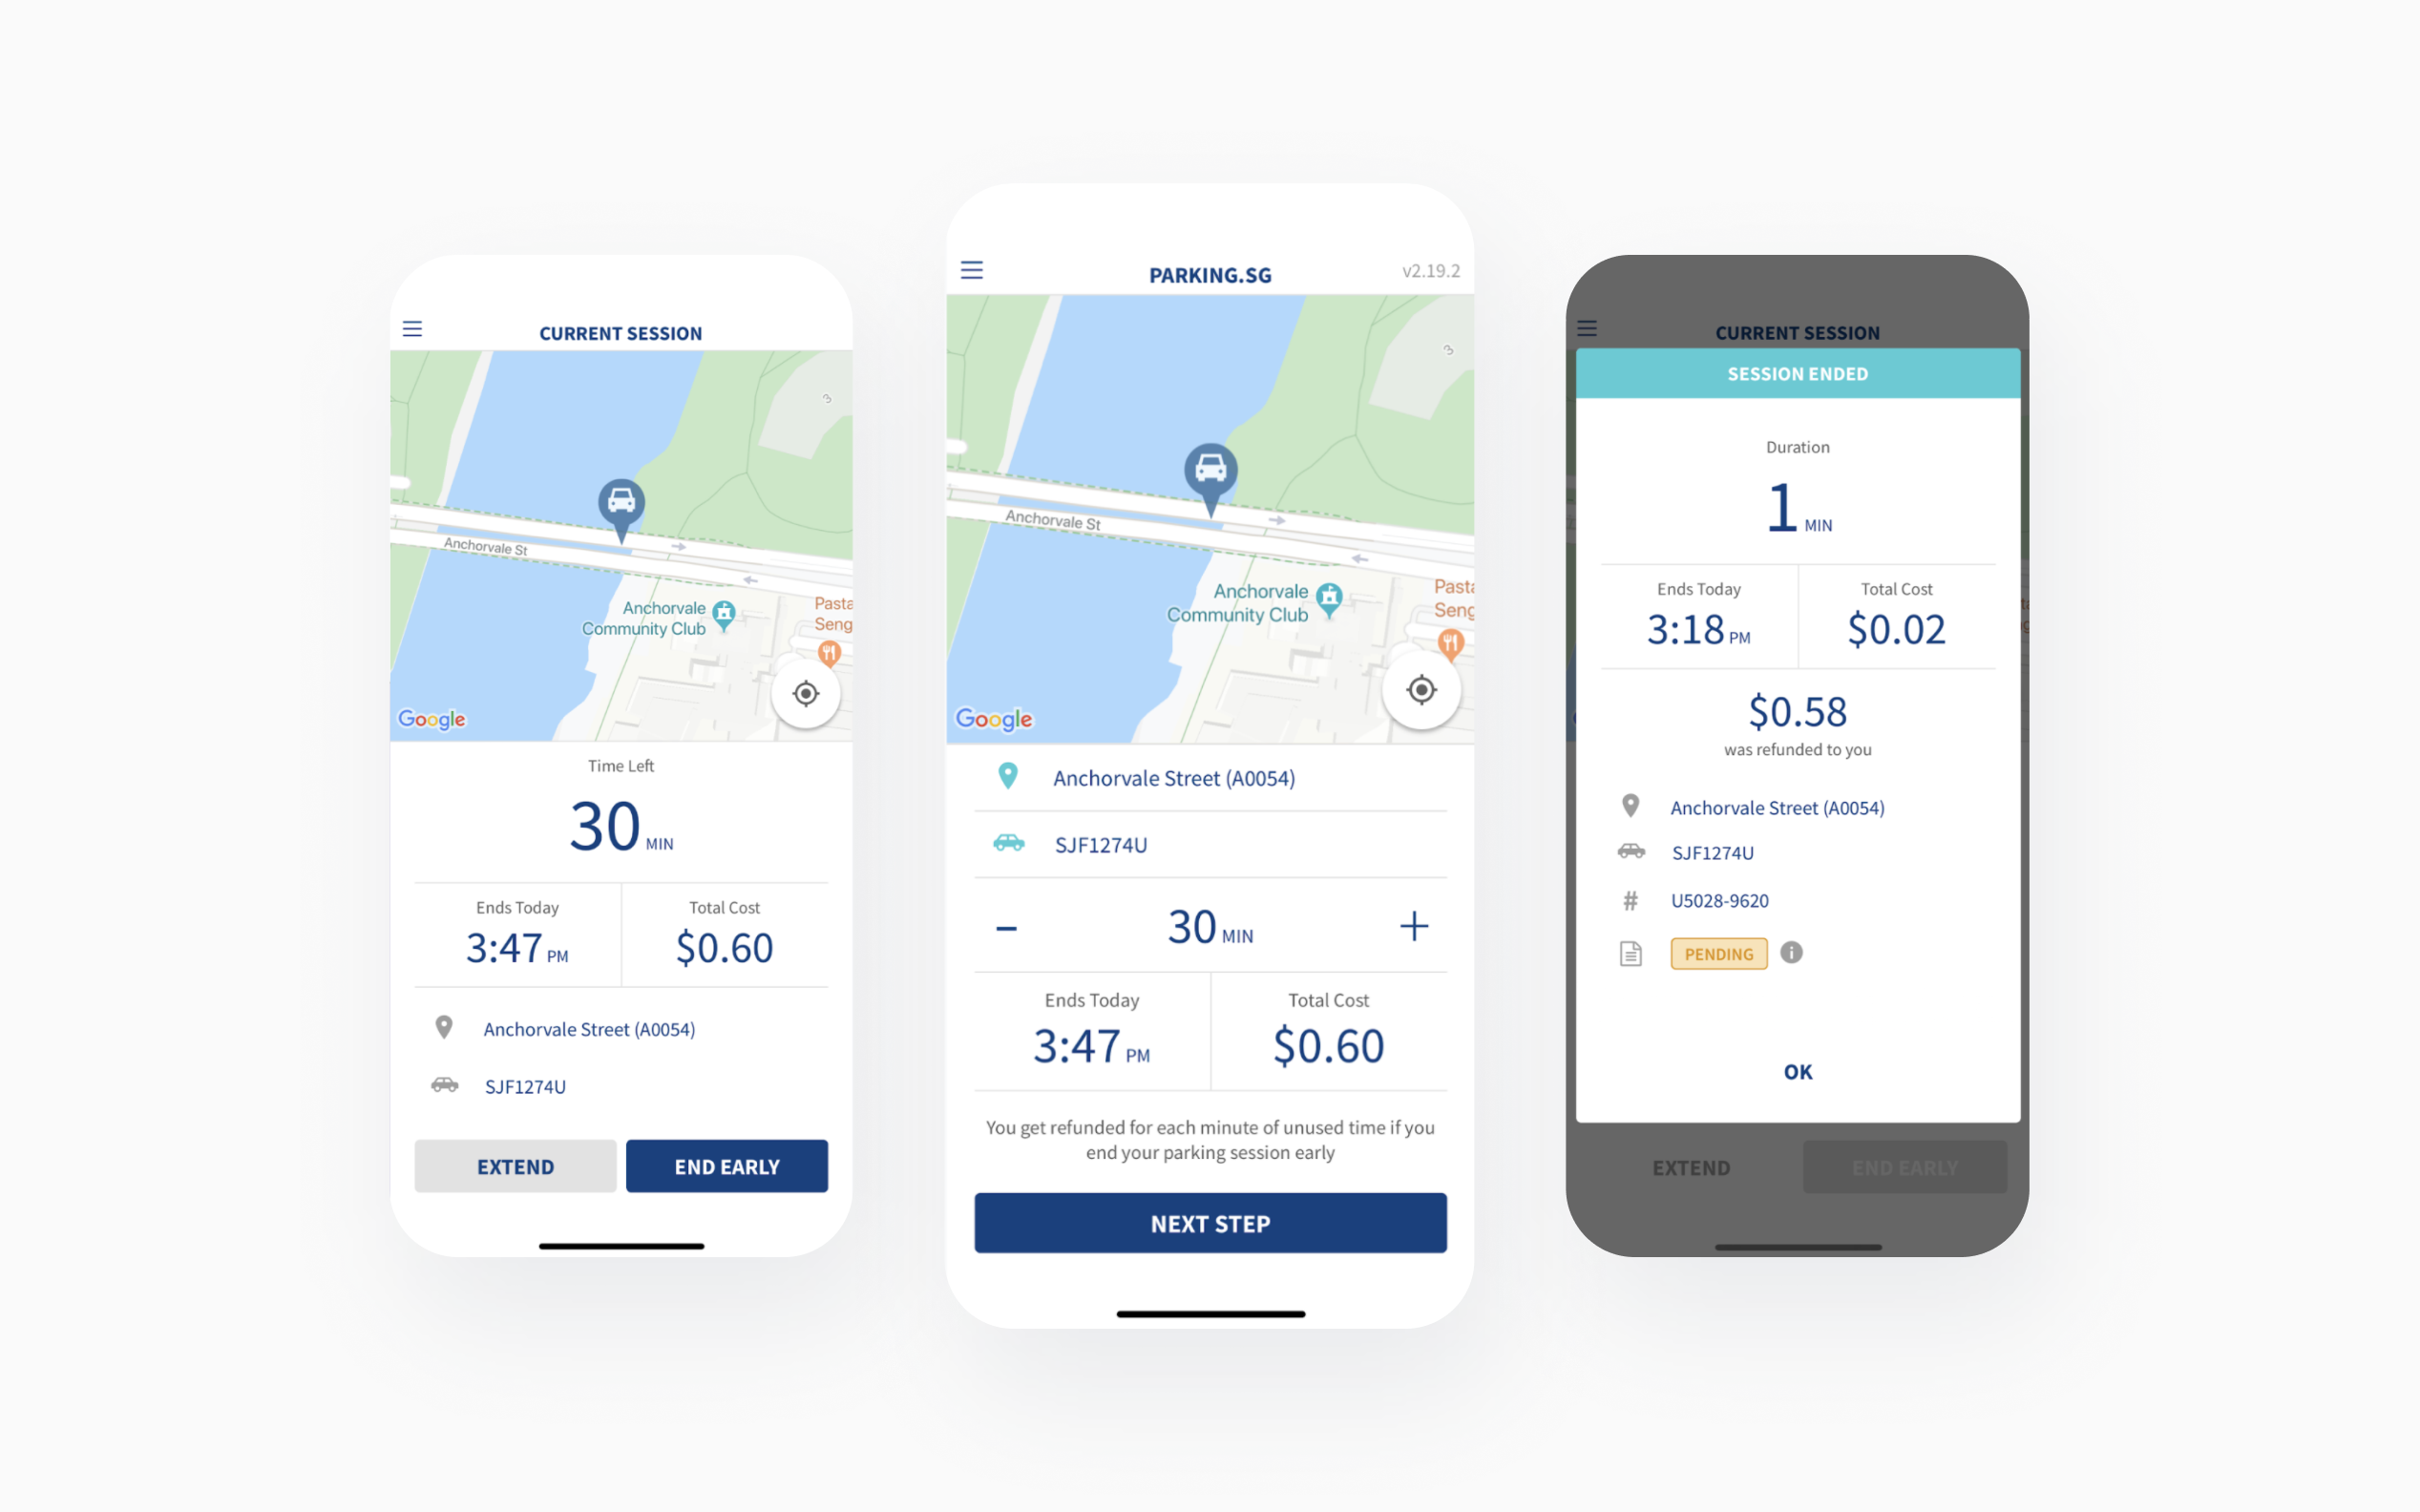 CURRENT SESSION
3
Anchorvale St
Anchorvale
Community Club
Pasta
Seng
Google
Time Left
30 MIN
Ends Today
3:47 PM
Total Cost
$0.60
Anchorvale Street (A0054)
SJF1274U
EXTEND
END EARLY
PARKING.SG
v2.19.2
3
Anchorvale St
Anchorvale
Community Club
Pasta
Seng
Google
Anchorvale Street (A0054)
SJF1274U
- 30 MIN +
Ends Today
3:47 PM
Total Cost
$0.60
You get refunded for each minute of unused time if you
end your parking session early
NEXT STEP
CURRENT SESSION
SESSION ENDED
Duration
1 MIN
Ends Today
3:18 PM
Total Cost
$0.02
$0.58
was refunded to you
Anchorvale Street (A0054)
SJF1274U
# U5028-9620
PENDING
OK
EXTEND
END EARLY